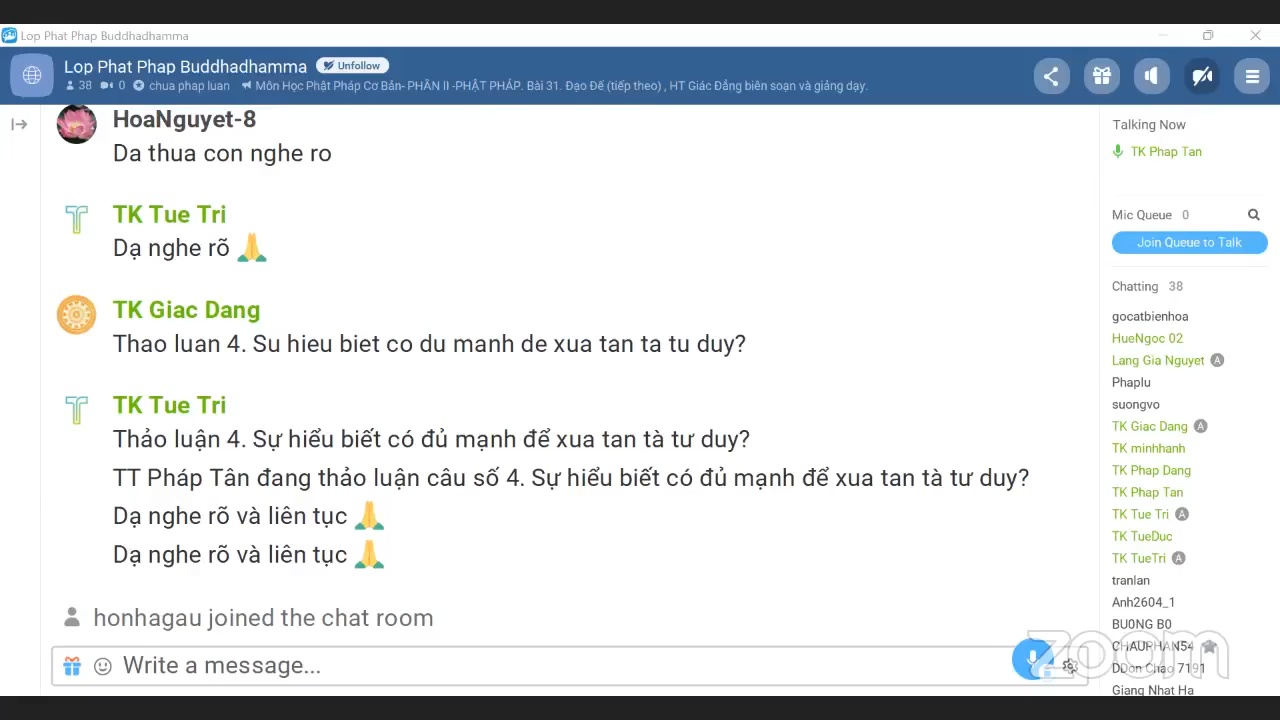 Lop Phat Phap Buddhadhamma
Lop Phat Phap Buddhadhamma Unfollow
38 0 chua phap luan Môn Học Phật Pháp Cơ Bản- PHẦN II -PHẬT PHÁP. Bài 31. Đạo Đế (tiếp theo) , HT Giác Đẳng biên soạn và giảng dạy.
HoaNguyet-8
Da thua con nghe ro
TK Tue Tri
Dạ nghe rõ 🙏
TK Giac Dang
Thao luan 4. Su hieu biet co du manh de xua tan ta tu duy?
TK Tue Tri
Thảo luận 4. Sự hiểu biết có đủ mạnh để xua tan tà tư duy?
TT Pháp Tân đang thảo luận câu số 4. Sự hiểu biết có đủ mạnh để xua tan tà tư duy?
Dạ nghe rõ và liên tục 🙏
Dạ nghe rõ và liên tục 🙏
honhagau joined the chat room
Write a message...
Talking Now
TK Phap Tan
Mic Queue 0
Join Queue to Talk
Chatting 38
gocatbienhoa
HueNgoc 02
Lang Gia Nguyet A
Phaplu
suongvo
TK Giac Dang A
TK minhhanh
TK Phap Dang
TK Phap Tan
TK Tue Tri A
TK TueDuc
TK TueTri A
tranlan
Anh2604_1
BU0NG B0
CHAUPHAN54
DDon Chao 7191
Giang Nhat Ha
zoom